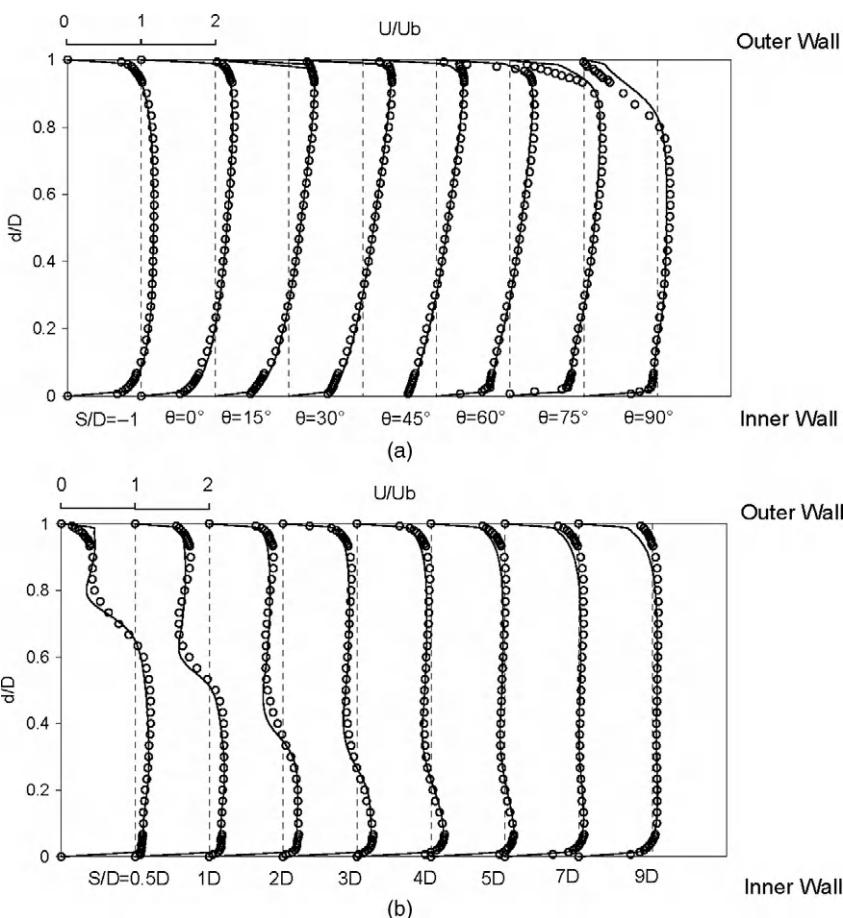 0 1 2
U/Ub
Outer Wall
1
0.8
0.6
0.4
0.2
0
d/D
S/D=−1 θ=0° θ=15° θ=30° θ=45° θ=60° θ=75° θ=90°
Inner Wall
(a)
0 1 2
U/Ub
Outer Wall
1
0.8
0.6
0.4
0.2
0
d/D
S/D=0.5D 1D 2D 3D 4D 5D 7D 9D
Inner Wall
(b)